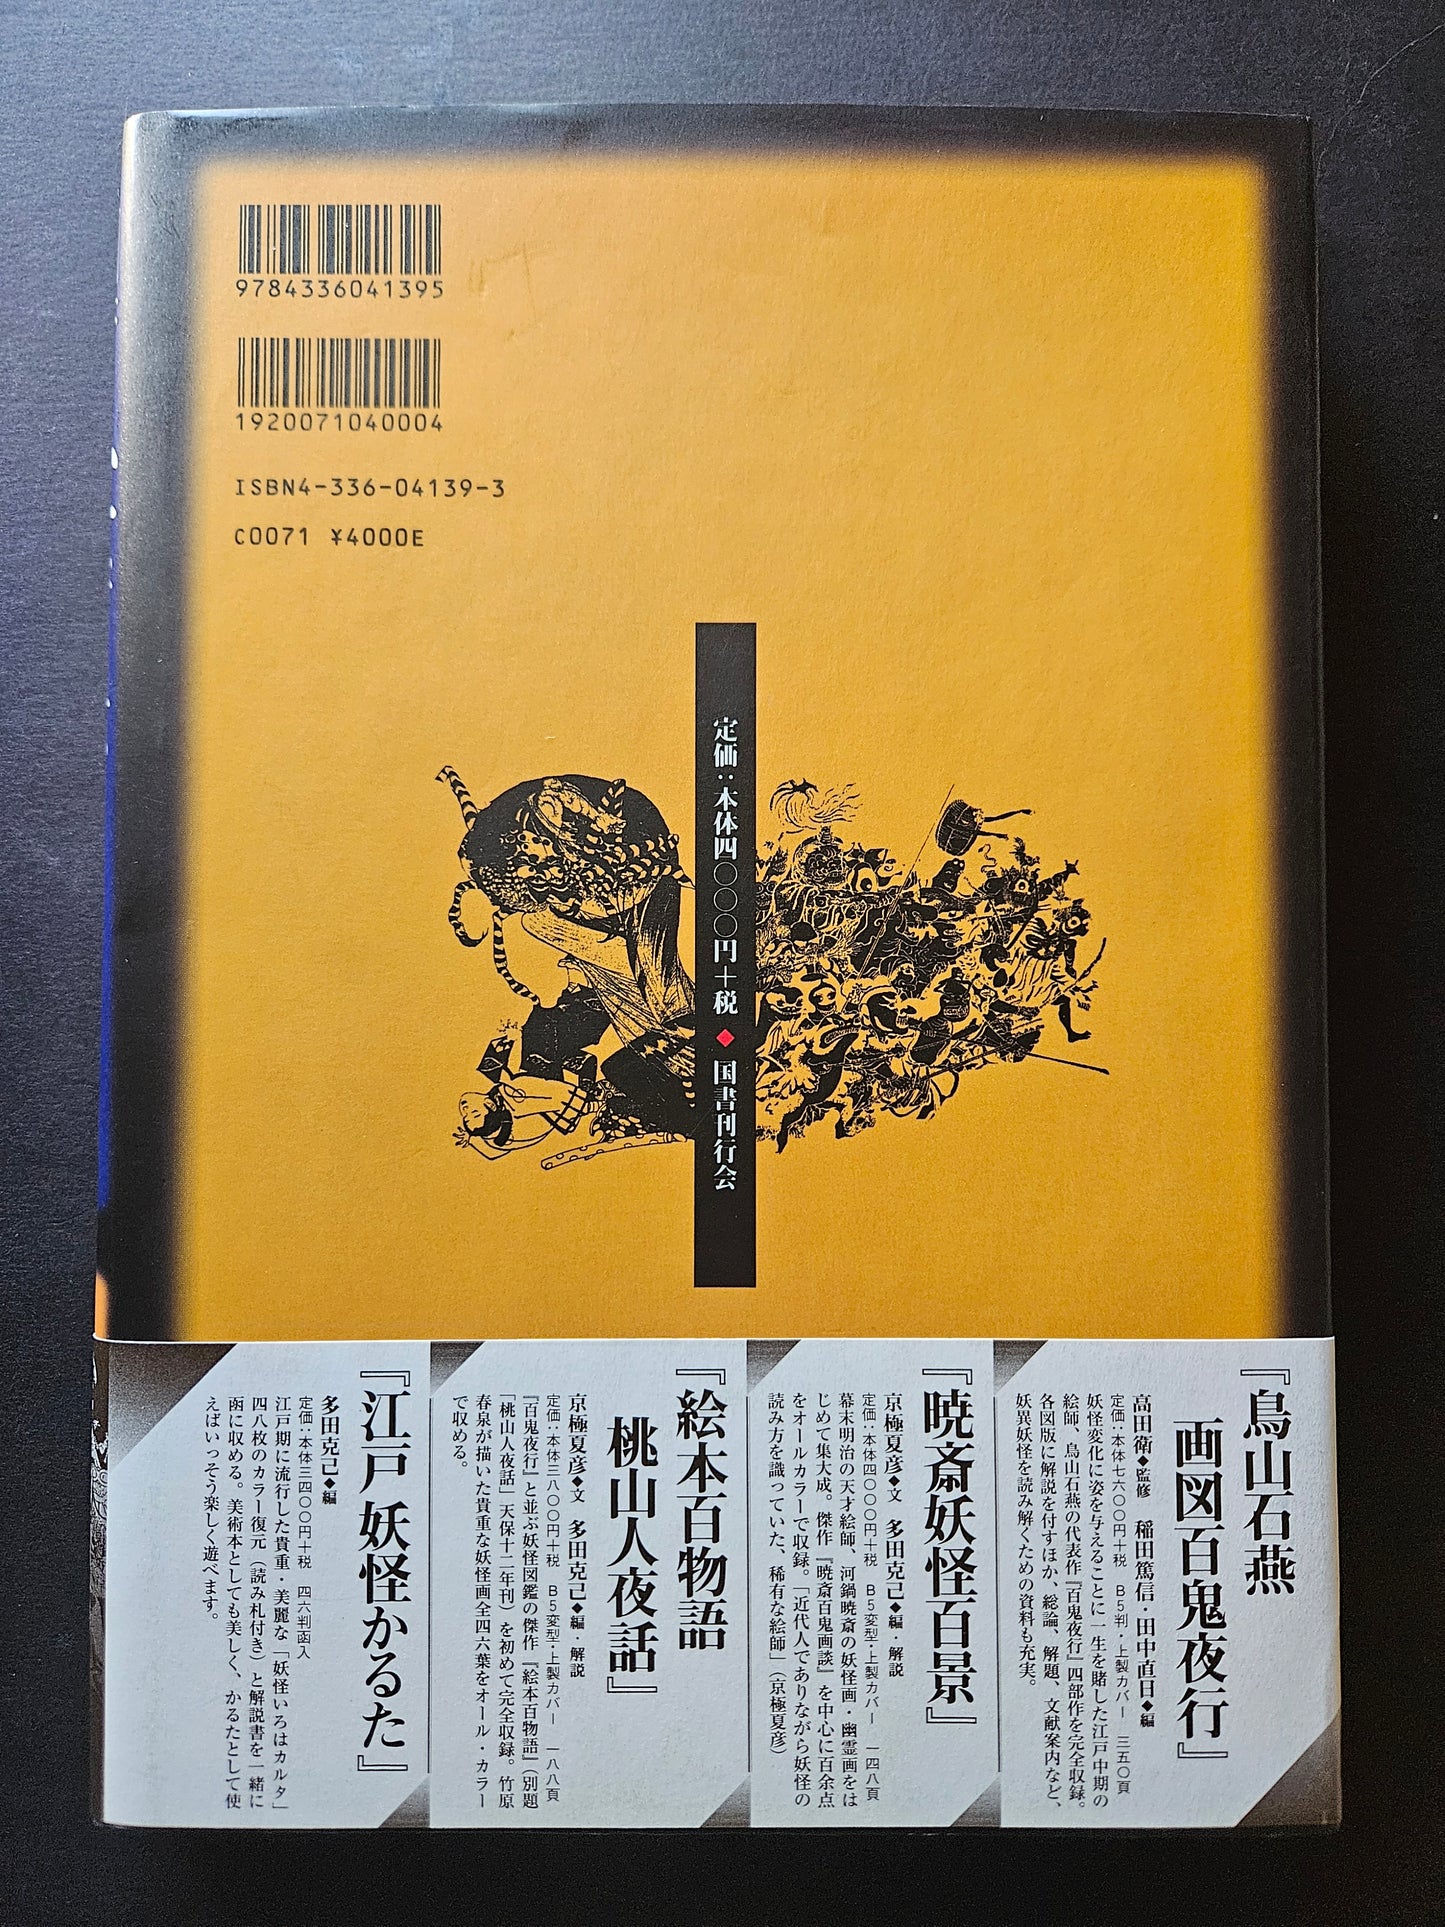 9784336041395
1920071040004
ISBN4-336-04139-3
C0071 ¥4000E
定価：本体四〇〇〇円＋税◆国書刊行会
『鳥山石燕
画図百鬼夜行』
高田衛◆監修　稲田篤信・田中直日◆編
定価：本体七六〇〇円＋税　B5判・上製カバー　三五〇頁
妖怪変化に姿を与えることに一生を賭した江戸中期の
絵師、鳥山石燕の代表作『百鬼夜行』四部作を完全収録。
各図版に解説を付すほか、総論、解題、文献案内など、
妖異妖怪を読み解くための資料も充実。
『暁斎妖怪百景』
京極夏彦◆文　多田克己◆編・解説
定価：本体四〇〇〇円＋税　B5変型・上製カバー　一四八頁
幕末明治の天才絵師、河鍋暁斎の妖怪画・幽霊画をは
じめて集大成。傑作『暁斎百鬼画談』を中心に百余点
をオールカラーで収録。「近代人でありながら妖怪の
読み方を識っていた、稀有な絵師」（京極夏彦）
『絵本百物語
桃山人夜話』
京極夏彦◆文　多田克己◆編・解説
定価：本体三八〇〇円＋税　B5変型・上製カバー　一八八頁
『百鬼夜行』と並ぶ妖怪図鑑の傑作『絵本百物語』（別題
「桃山人夜話」天保十二年刊）を初めて完全収録。竹原
春泉が描いた貴重な妖怪画全四六葉をオール・カラー
で収める。
『江戸妖怪かるた』
多田克己◆編
定価：本体三四〇〇円＋税　四六判函入
江戸期に流行した貴重・美麗な「妖怪いろはカルタ」
四八枚のカラー復元（読み札付き）と解説書を一緒に
函に収める。美術本としても美しく、かるたとして使
えばいっそう楽しく遊べます。